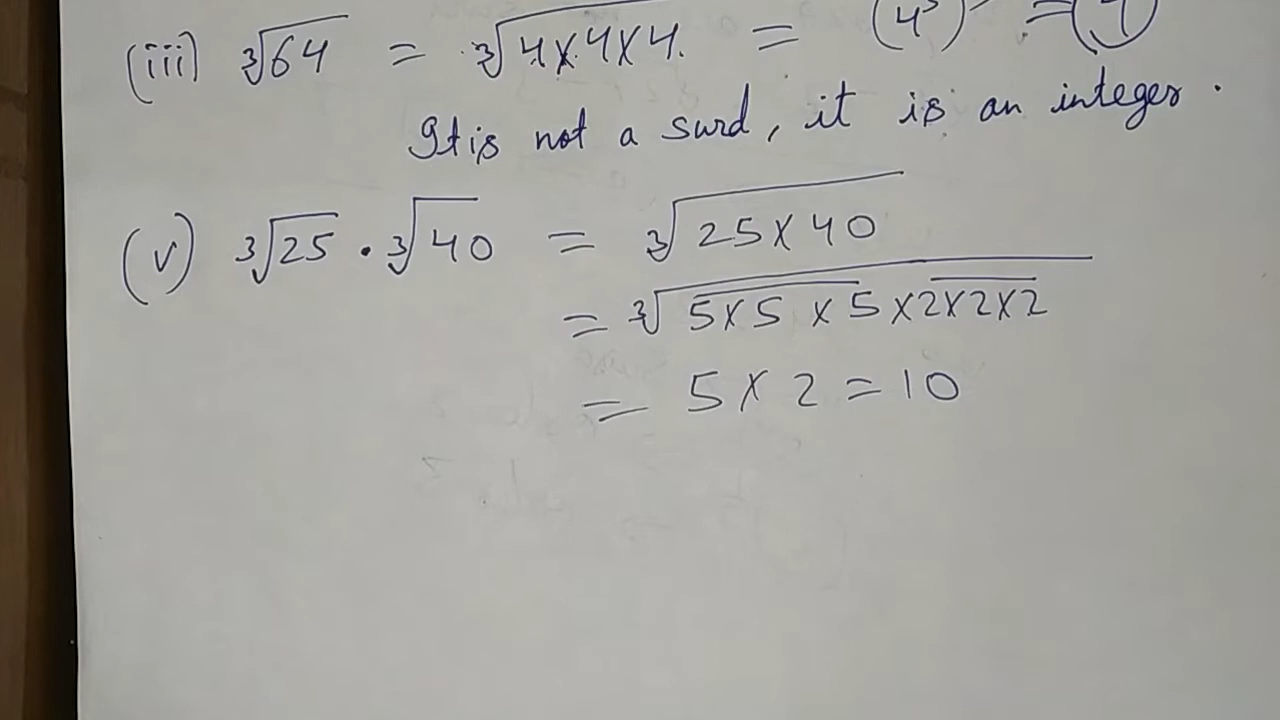 (iii) ∛64 = ∛4×4×4 = (4³) = (4)
It is not a surd, it is an integer.
(v) ∛25 · ∛40 = ∛25×40
= ∛5×5×5×2×2×2
= 5×2=10